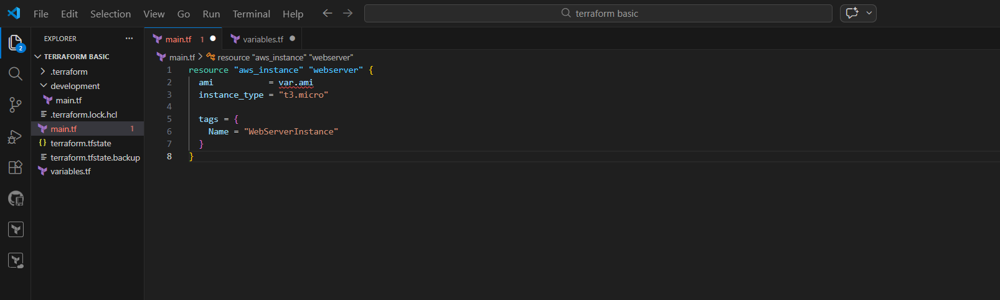 File Edit Selection View Go Run Terminal Help terraform basic
EXPLORER
2
TERRAFORM BASIC
.terraform
development
main.tf
.terraform.lock.hcl
main.tf 1
terraform.tfstate
terraform.tfstate.backup
variables.tf
main.tf 1 variables.tf
main.tf > resource "aws_instance" "webserver"
1 resource "aws_instance" "webserver" {
2   ami           = var.ami
3   instance_type = "t3.micro"
4
5   tags = {
6     Name = "WebServerInstance"
7   }
8 }